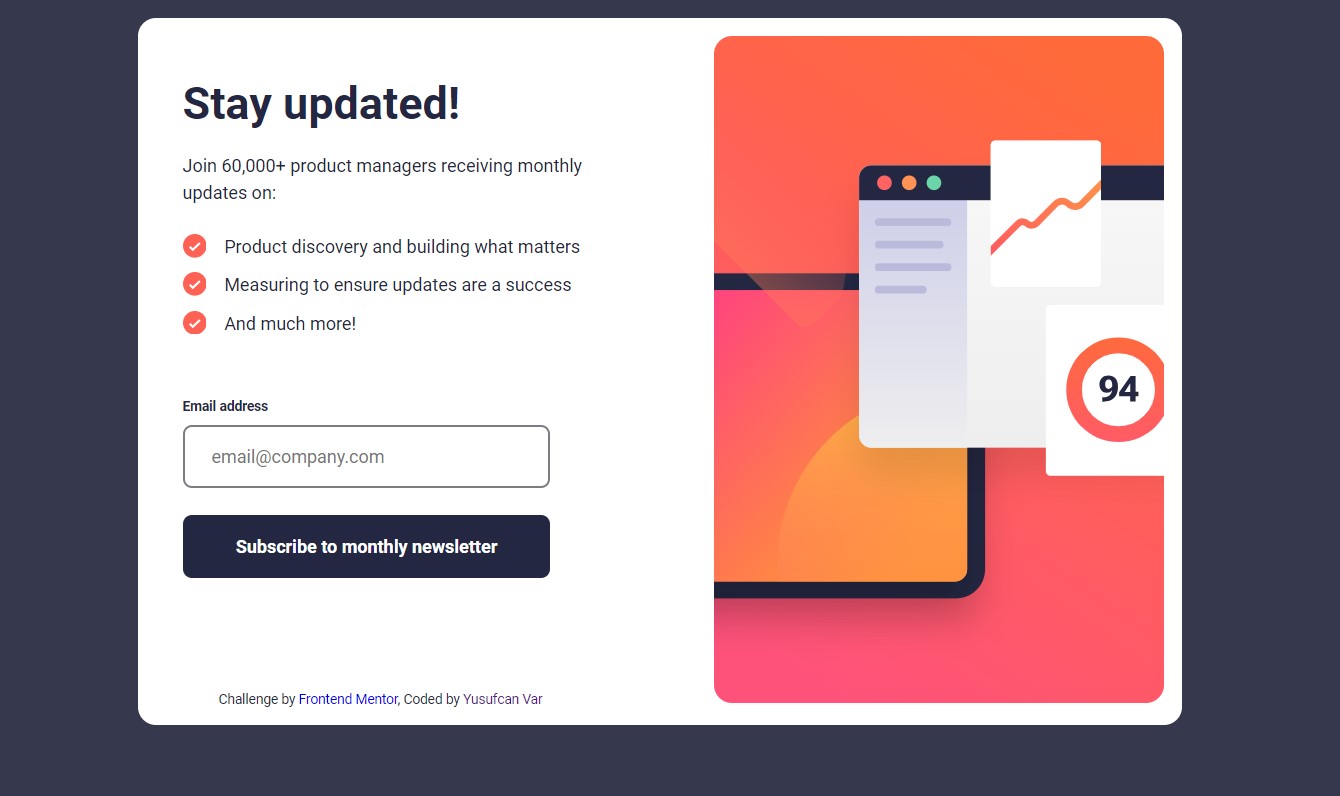 Stay updated!
Join 60,000+ product managers receiving monthly
updates on:
Product discovery and building what matters
Measuring to ensure updates are a success
And much more!
Email address
email@company.com
Subscribe to monthly newsletter
Challenge by Frontend Mentor, Coded by Yusufcan Var
94